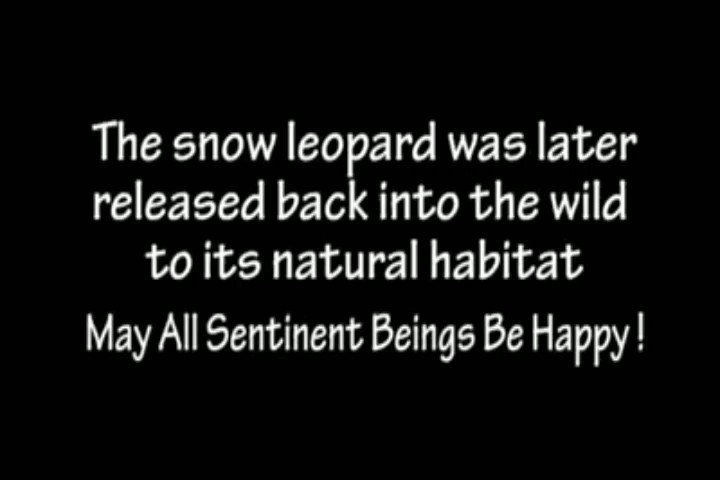 The snow leopard was later
released back into the wild
to its natural habitat
May All Sentinent Beings Be Happy !